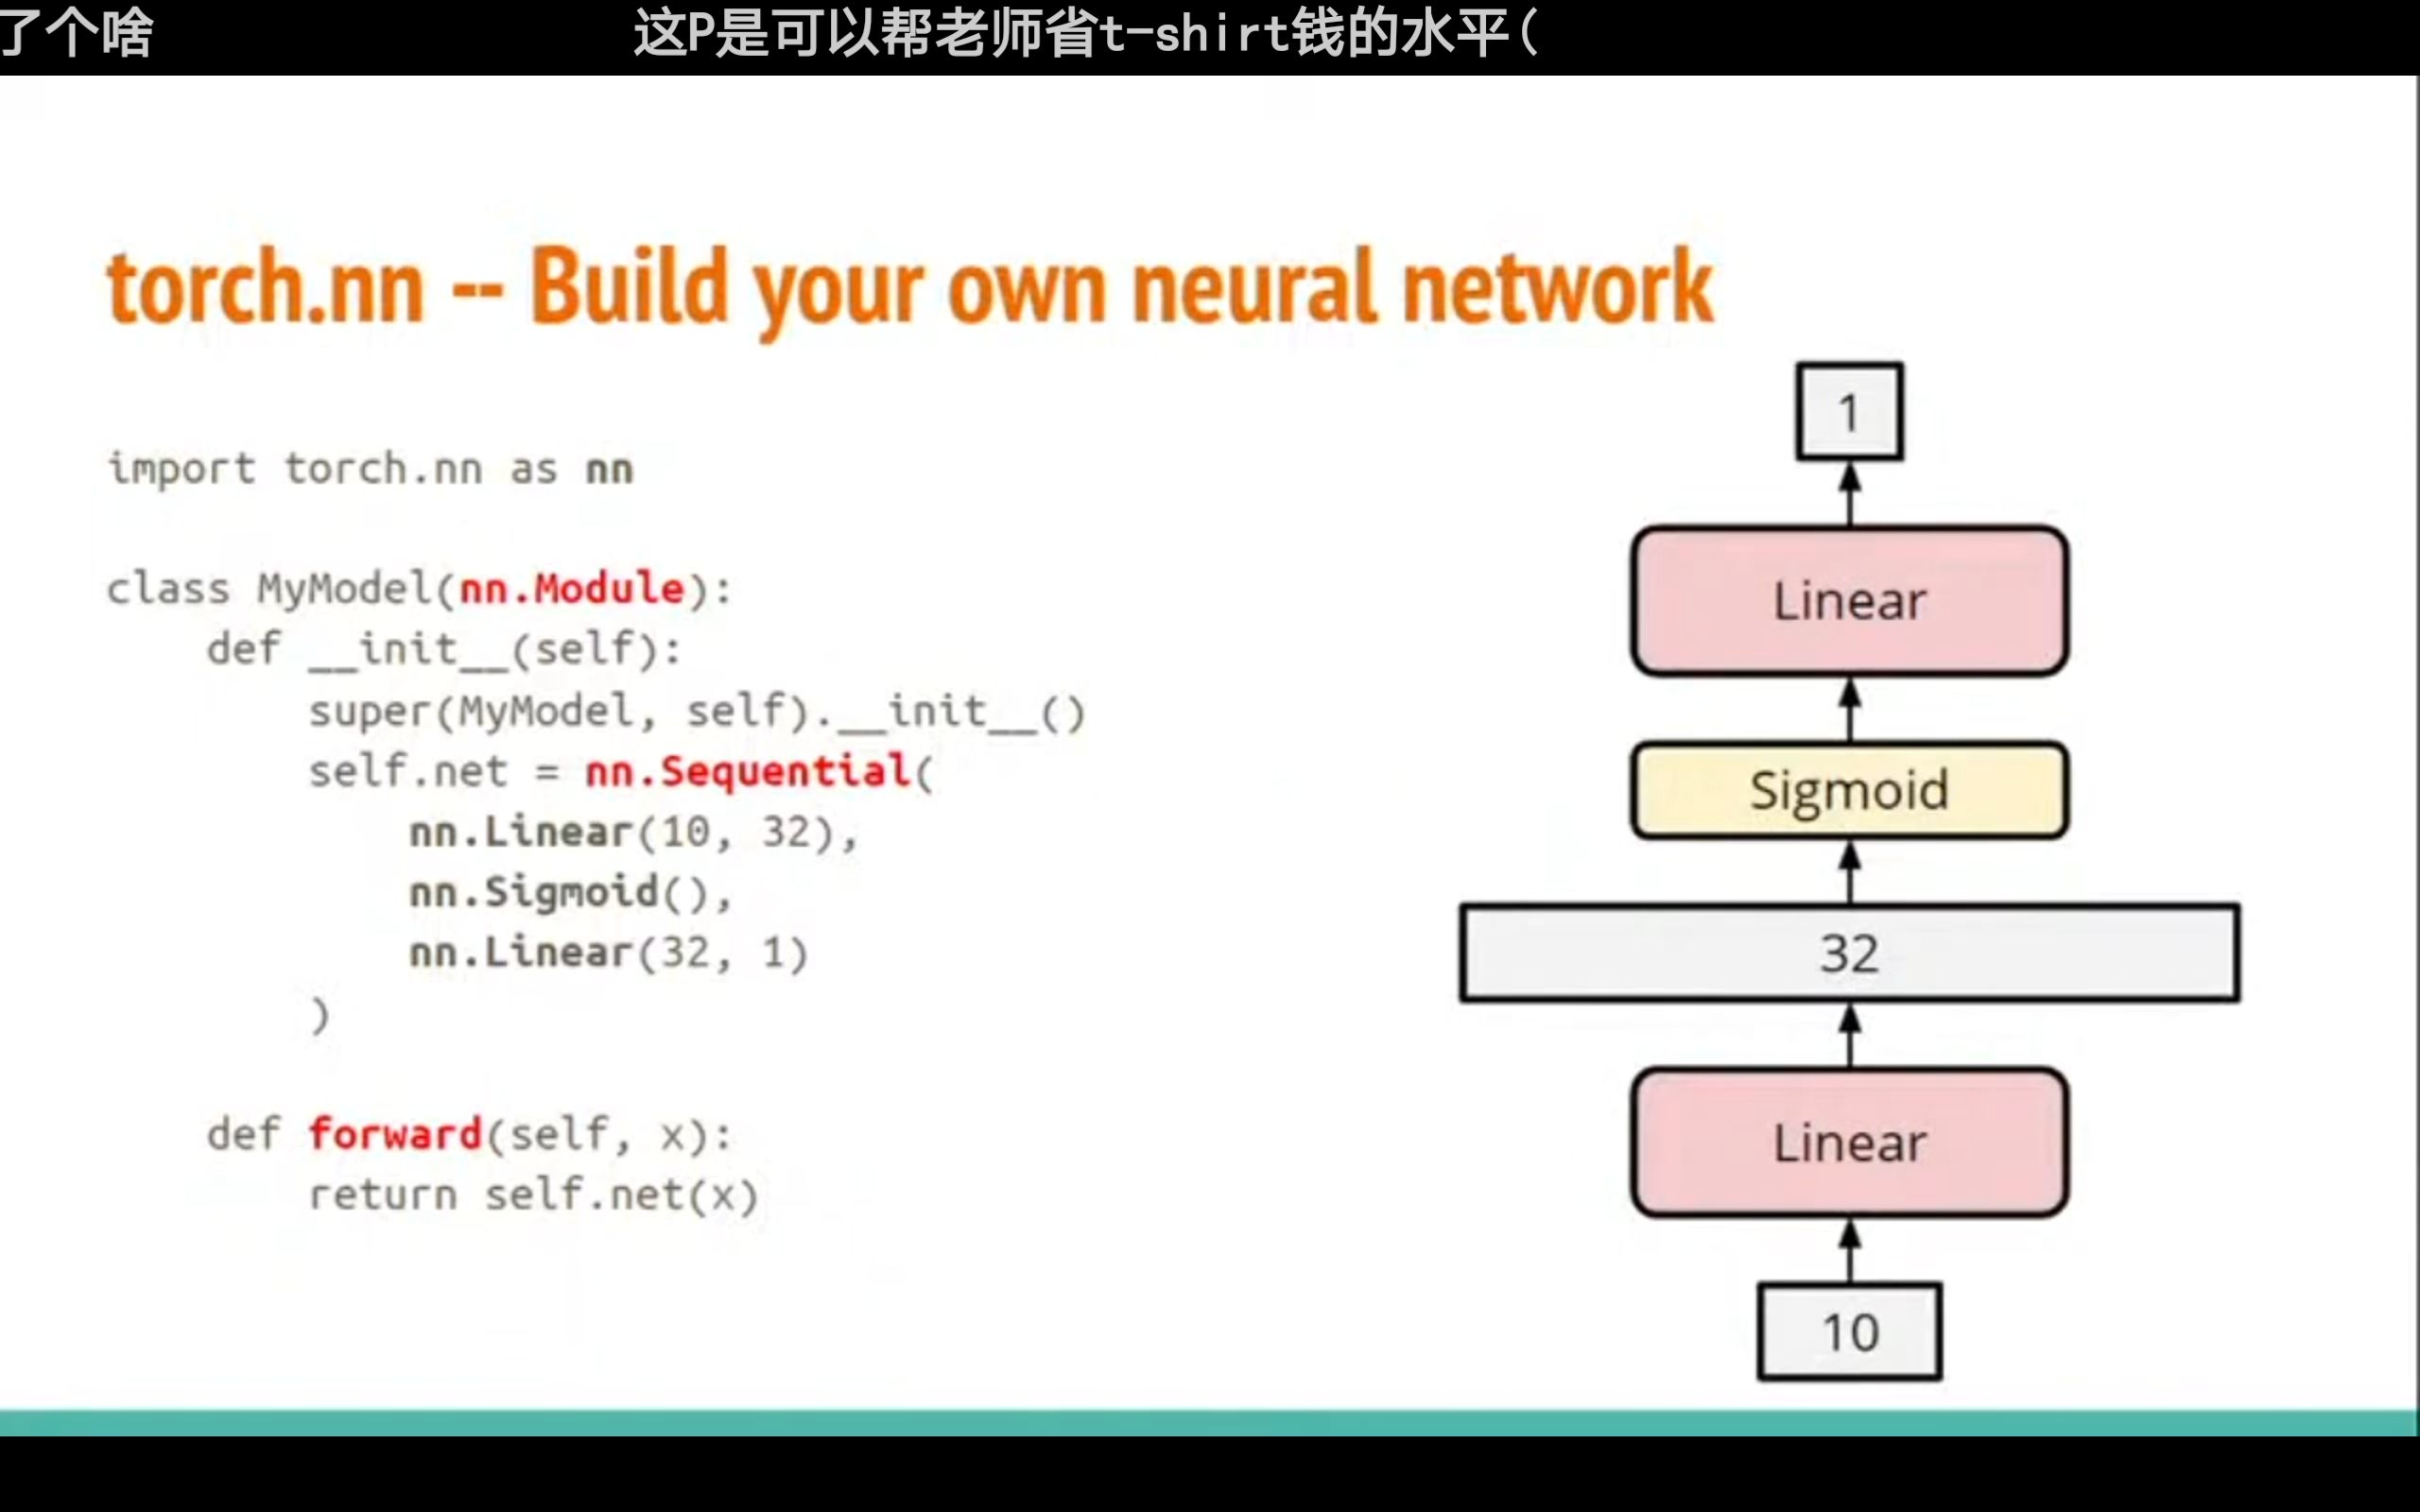 了个啥
这P是可以帮老师省t-shirt钱的水平(
torch.nn -- Build your own neural network
import torch.nn as nn
class MyModel(nn.Module):
    def __init__(self):
        super(MyModel, self).__init__()
        self.net = nn.Sequential(
            nn.Linear(10, 32),
            nn.Sigmoid(),
            nn.Linear(32, 1)
        )
    def forward(self, x):
        return self.net(x)
1
Linear
Sigmoid
32
Linear
10